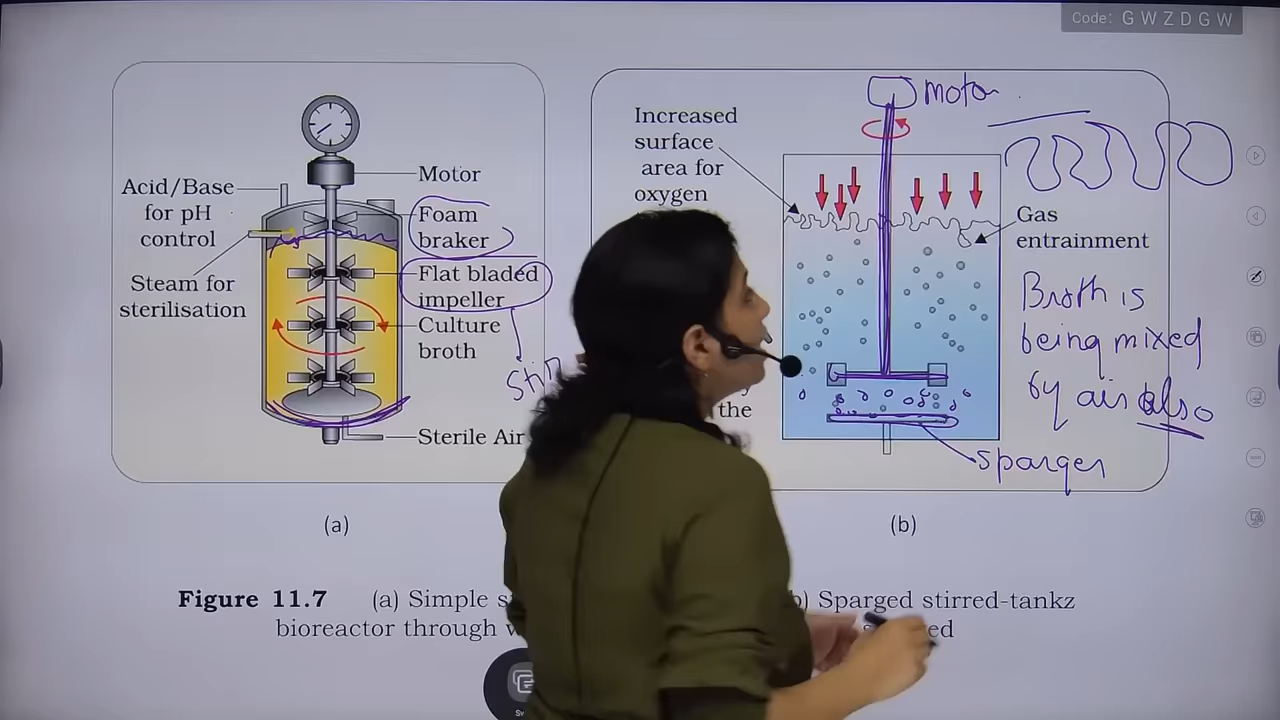 Code: G W Z D G W
Acid/Base
for pH
control
Steam for
sterilisation
Motor
Foam
braker
Flat bladed
impeller
Culture
broth
Sterile Air
(a)
motor
Increased
surface
area for
oxygen
the
Gas
entrainment
Broth is
being mixed
by air also
sparger
(b)
Figure 11.7 (a) Simple
bioreactor through
b) Sparged stirred-tankz